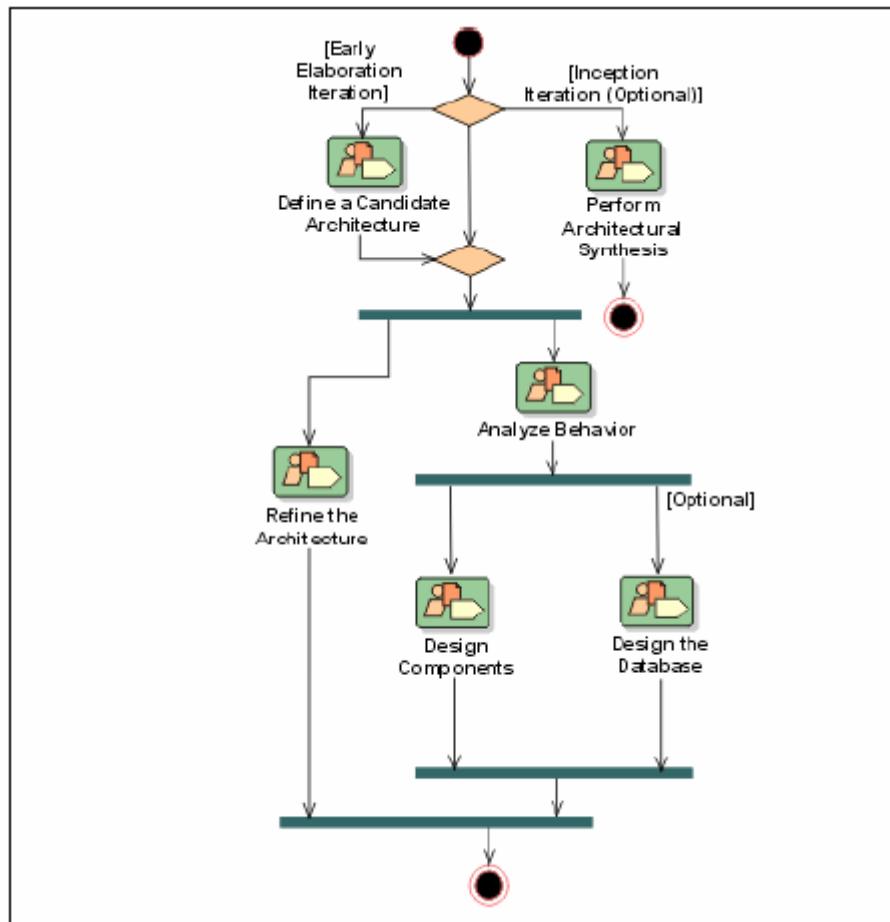 [Early
Elaboration
Iteration]
[Inception
Iteration (Optional)]
Define a Candidate
Architecture
Perform
Architectural
Synthesis
Analyze Behavior
[Optional]
Refine the
Architecture
Design
Components
Design the
Database